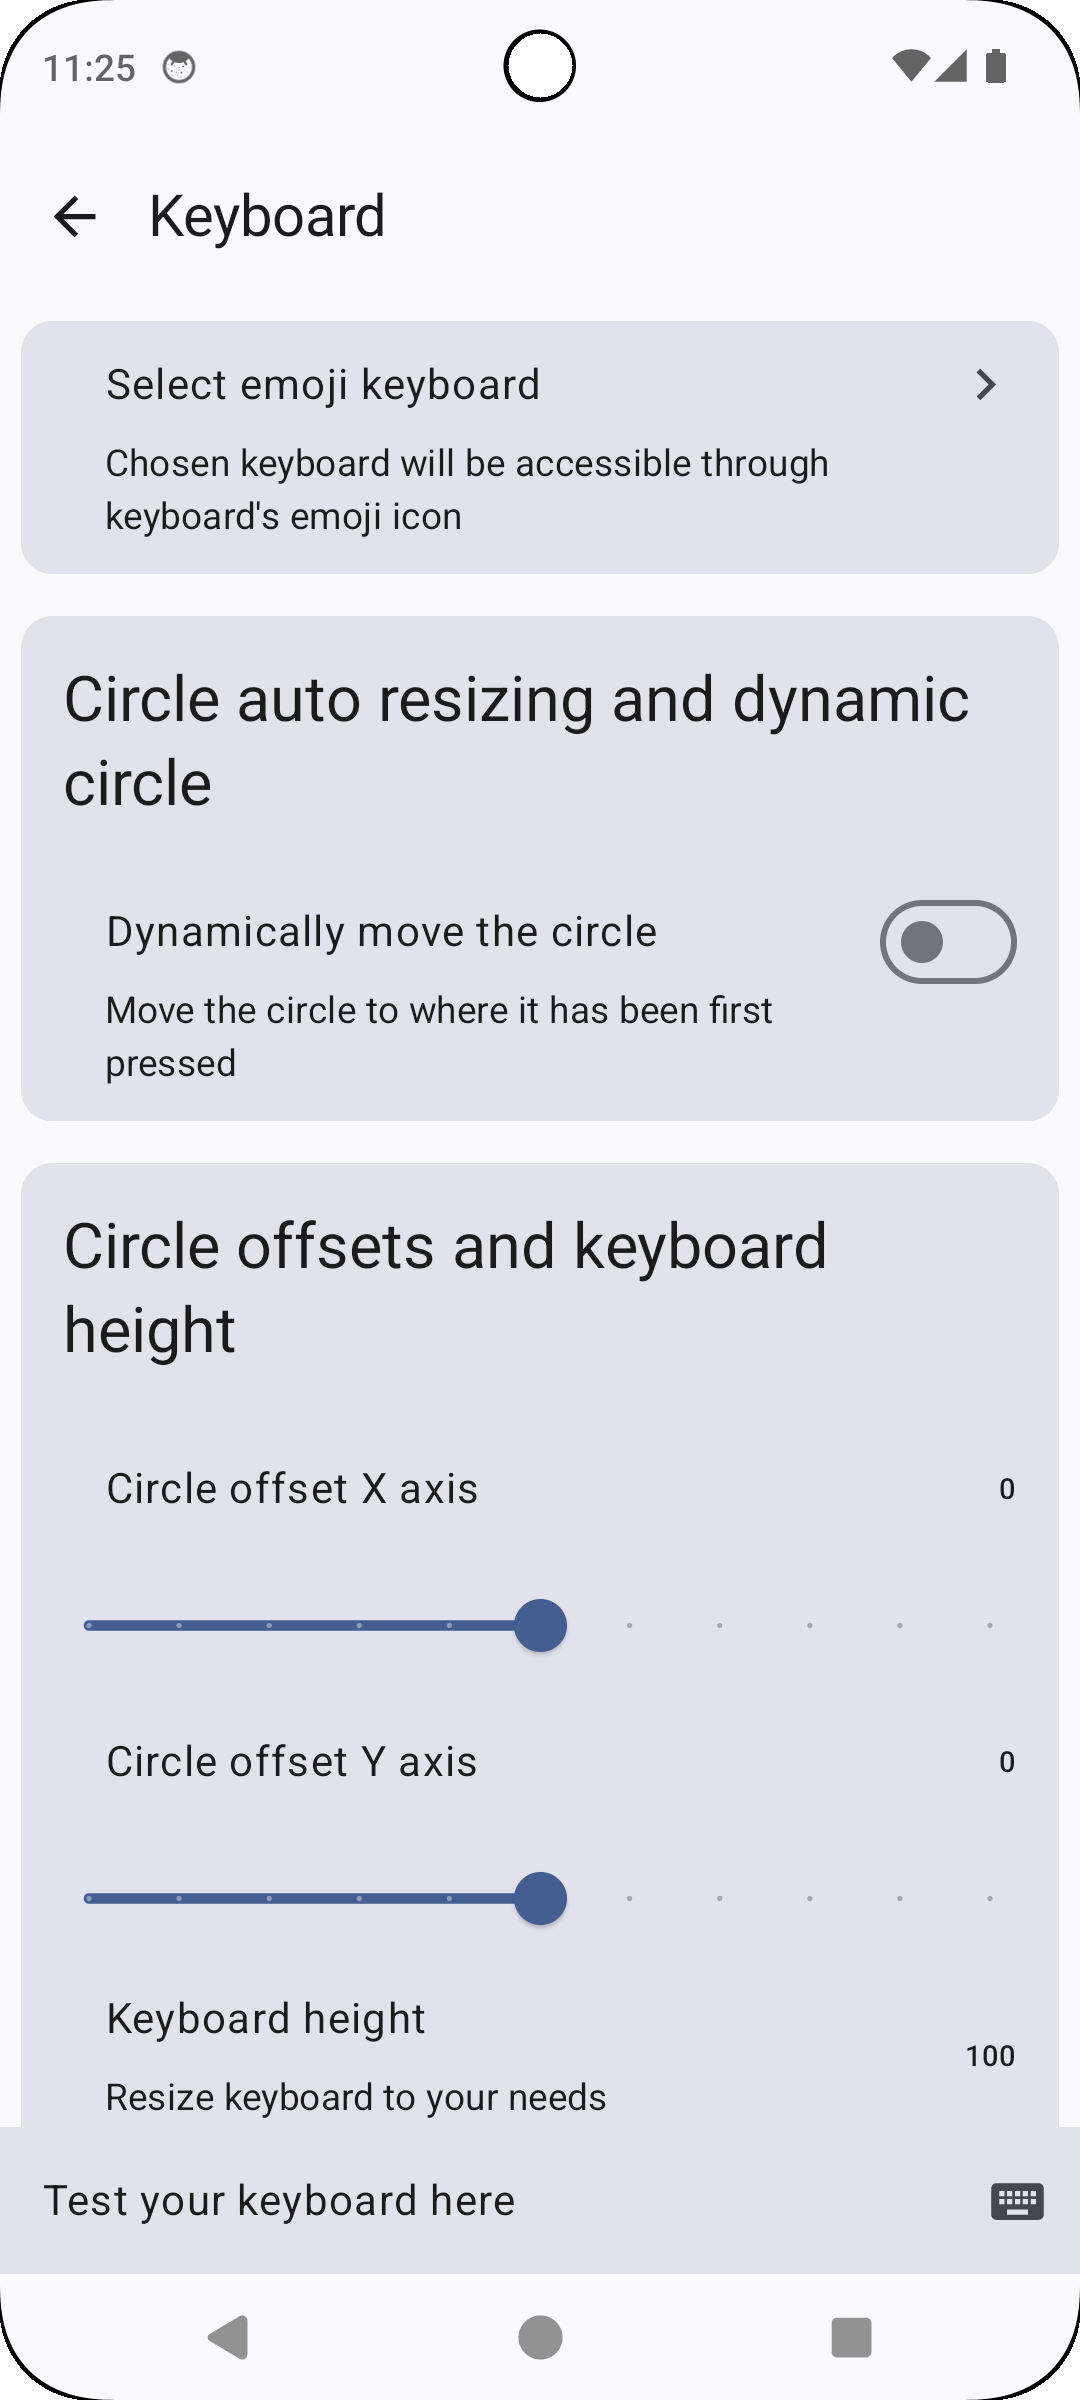 11:25
Keyboard
Select emoji keyboard
Chosen keyboard will be accessible through
keyboard's emoji icon
Circle auto resizing and dynamic
circle
Dynamically move the circle
Move the circle to where it has been first
pressed
Circle offsets and keyboard
height
Circle offset X axis
0
Circle offset Y axis
0
Keyboard height
100
Resize keyboard to your needs
Test your keyboard here